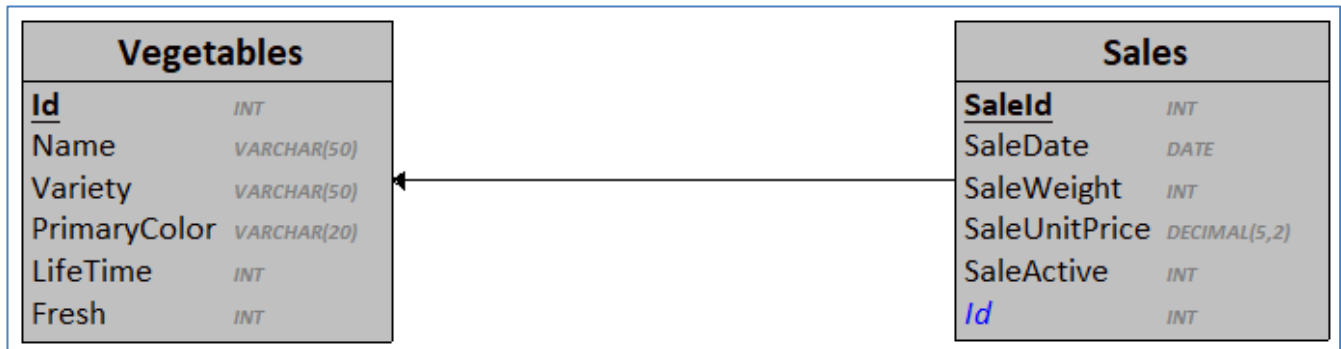 Vegetables
Id INT
Name VARCHAR(50)
Variety VARCHAR(50)
PrimaryColor VARCHAR(20)
LifeTime INT
Fresh INT
Sales
SaleId INT
SaleDate DATE
SaleWeight INT
SaleUnitPrice DECIMAL(5,2)
SaleActive INT
Id INT